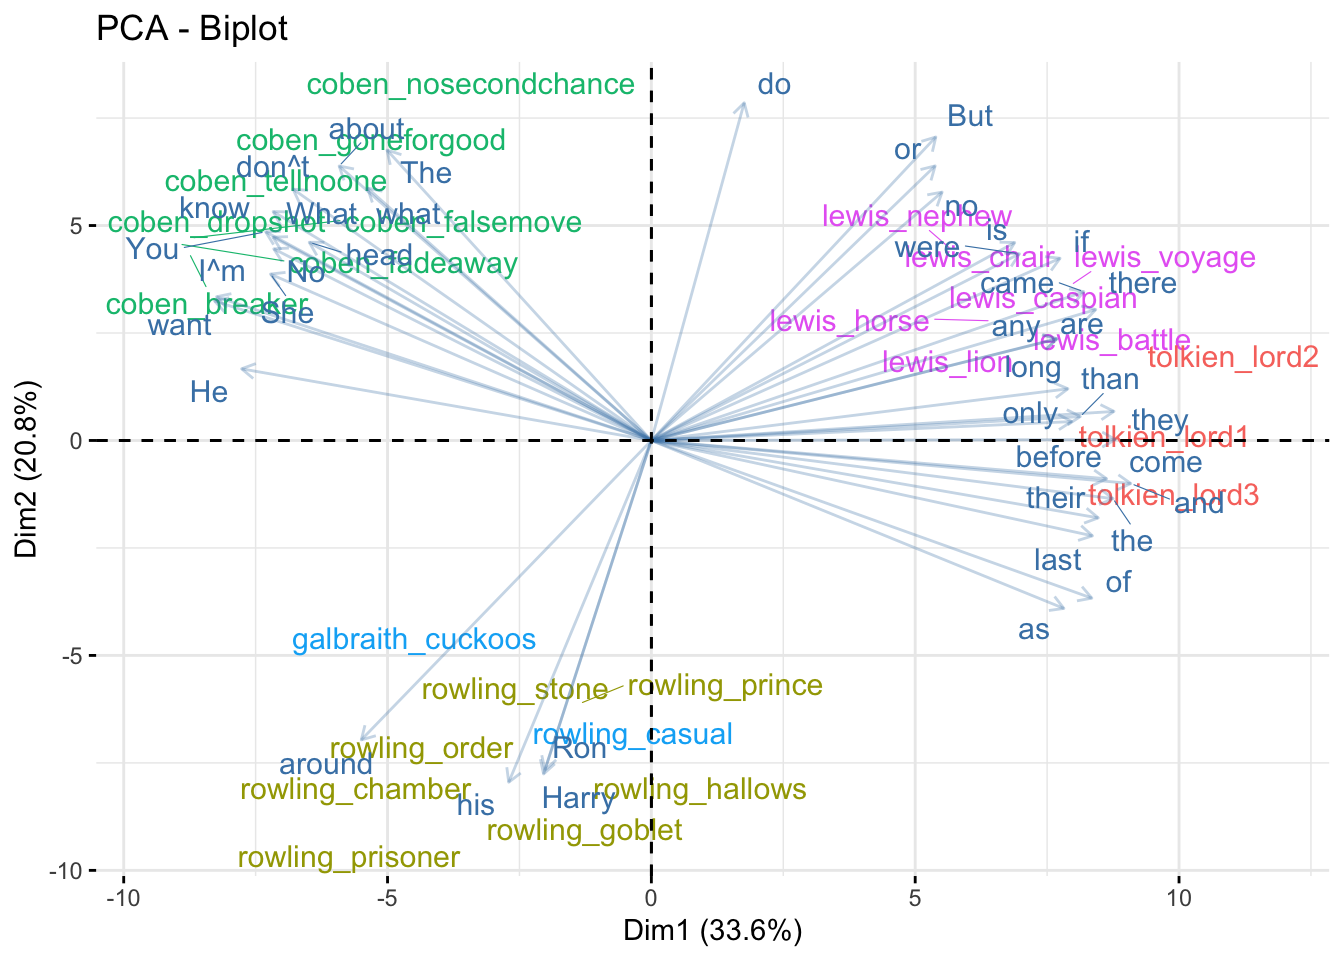 PCA - Biplot
coben_nosecondchance
do
But
about
coben_goneforgood
or
don^t
The
coben_tellnoone
know
What
what
no
lewis_nephew
coben_dropshot
coben_falsemove
5
is
You
were
if
head
lewis_chair
lewis_voyage
I^m
No
coben_fadeaway
came
there
coben_breaker
lewis_caspian
She
want
lewis_horse
any
are
lewis_battle
tolkien_lord2
lewis_lion
long
than
He
only
they
0
tolkien_lord1
before
come
their
tolkien_lord3
and
the
last
of
as
galbraith_cuckoos
-5
rowling_stone
rowling_prince
rowling_casual
Ron
rowling_order
around
rowling_chamber
rowling_hallows
his
Harry
rowling_goblet
rowling_prisoner
-10
-10
-5
0
5
10
Dim1 (33.6%)
Dim2 (20.8%)